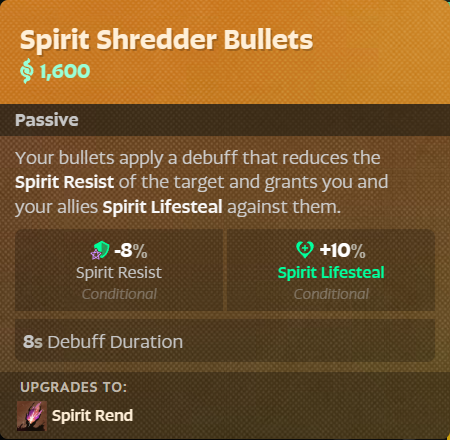 Spirit Shredder Bullets
1,600
Passive
Your bullets apply a debuff that reduces the
Spirit Resist of the target and grants you and
your allies Spirit Lifesteal against them.
-8% +10%
Spirit Resist Spirit Lifesteal
Conditional Conditional
8s Debuff Duration
UPGRADES TO:
Spirit Rend